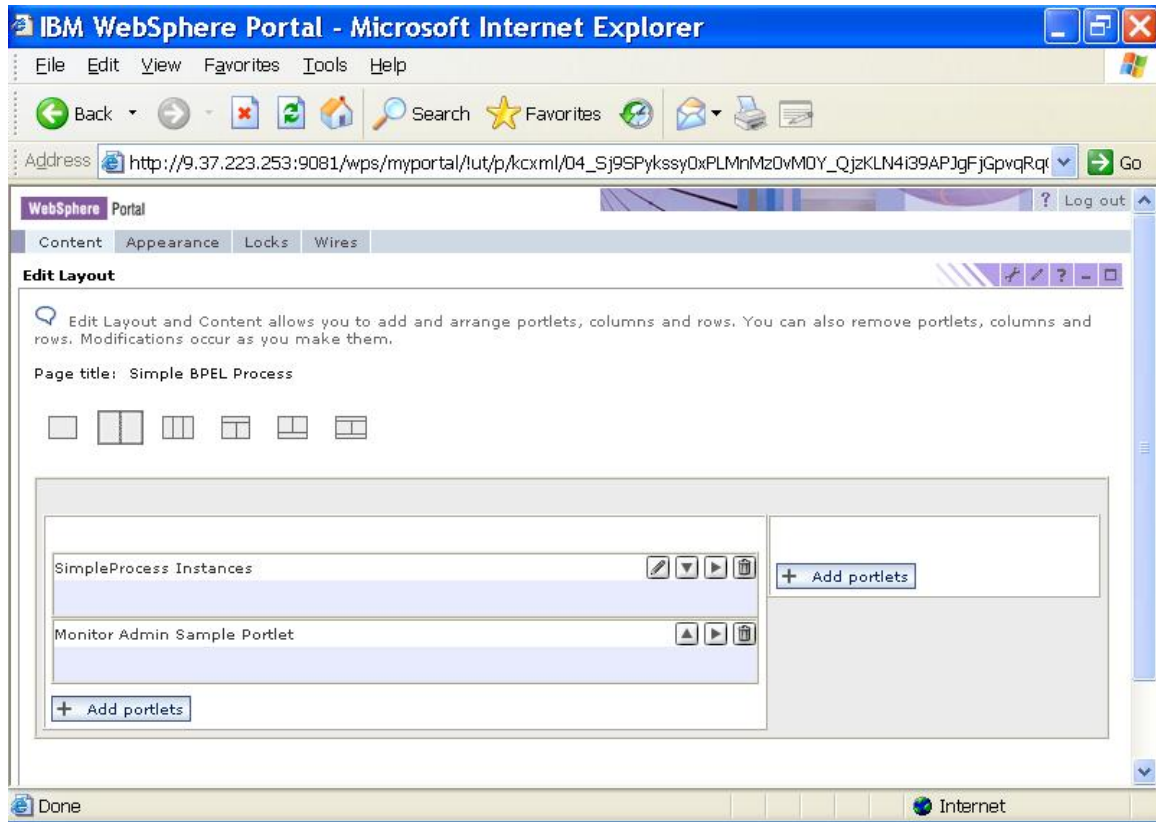 IBM WebSphere Portal - Microsoft Internet Explorer
File Edit View Favorites Tools Help
Back Search Favorites
Address http://9.37.223.253:9081/wps/myportal/!ut/p/kcxml/04_Sj9SPykssy0xPLMnMz0vM0Y_QjzKLN4i39APJgFjGpvqRq( Go
WebSphere Portal ? Log out
Content Appearance Locks Wires
Edit Layout ?
Edit Layout and Content allows you to add and arrange portlets, columns and rows. You can also remove portlets, columns and
rows. Modifications occur as you make them.
Page title: Simple BPEL Process
SimpleProcess Instances
+ Add portlets
Monitor Admin Sample Portlet
+ Add portlets
Done Internet